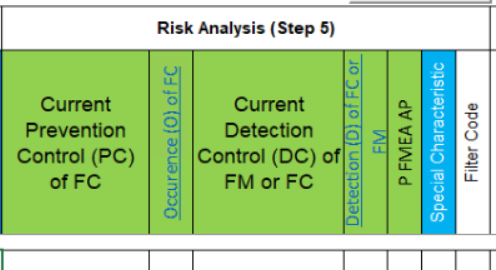 Risk Analysis (Step 5)
Current
Prevention
Control (PC)
of FC
Occurence (O) of FC
Current
Detection
Control (DC) of
FM or FC
Detection (D) of FC or
FM
P FMEA AP
Special Characteristic
Filter Code